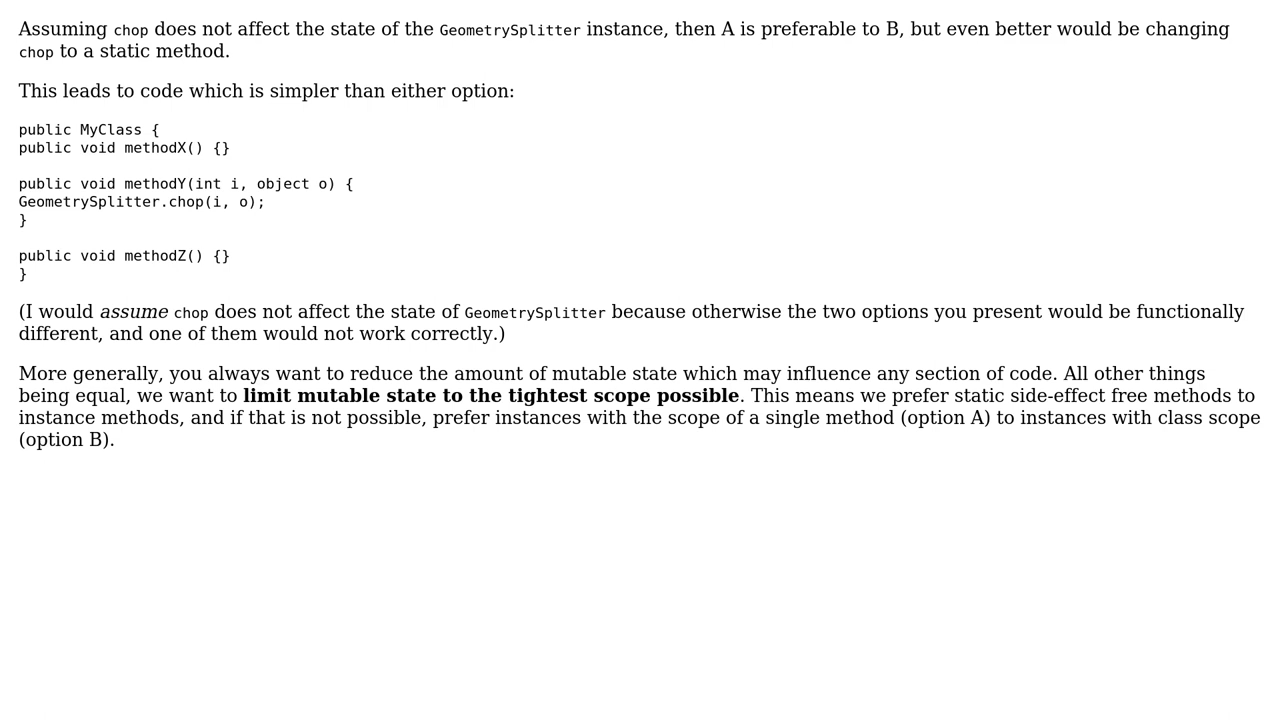 Assuming chop does not affect the state of the GeometrySplitter instance, then A is preferable to B, but even better would be changing
chop to a static method.
This leads to code which is simpler than either option:
public MyClass {
public void methodX() {}
public void methodY(int i, object o) {
GeometrySplitter.chop(i, o);
}
public void methodZ() {}
}
(I would assume chop does not affect the state of GeometrySplitter because otherwise the two options you present would be functionally
different, and one of them would not work correctly.)
More generally, you always want to reduce the amount of mutable state which may influence any section of code. All other things
being equal, we want to limit mutable state to the tightest scope possible. This means we prefer static side-effect free methods to
instance methods, and if that is not possible, prefer instances with the scope of a single method (option A) to instances with class scope
(option B).